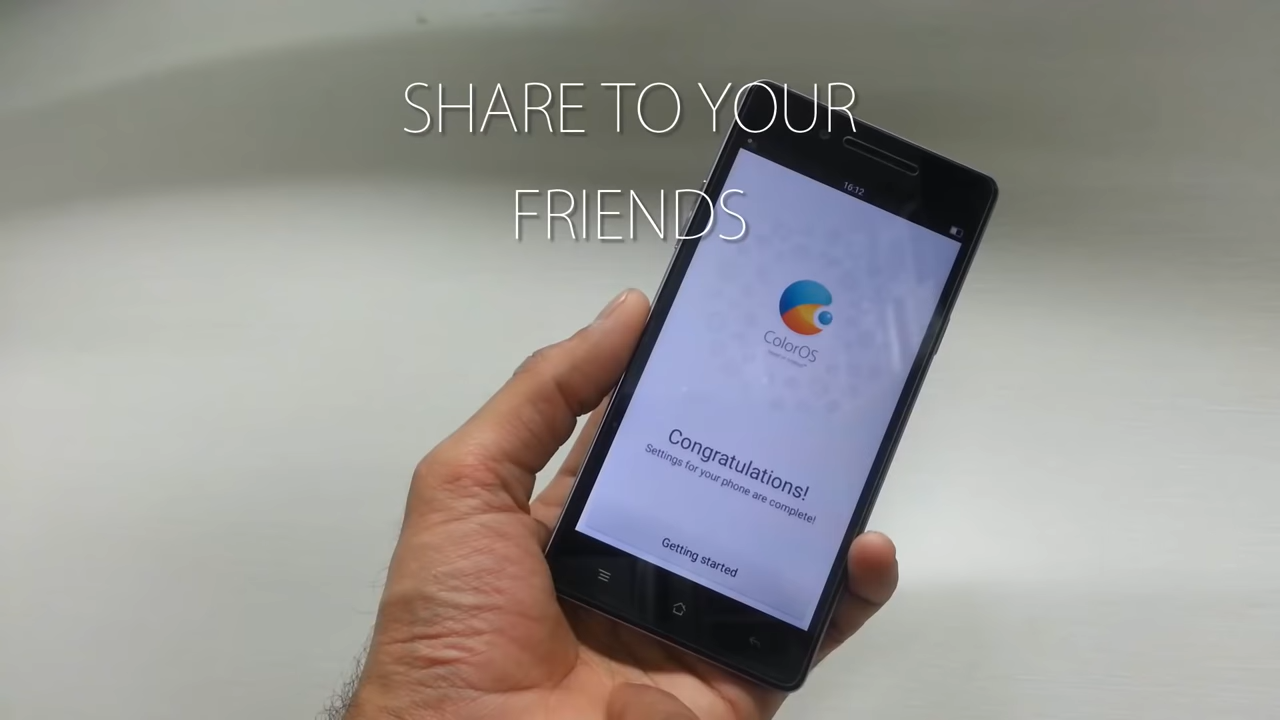 SHARE TO YOUR
FRIENDS
16:12
ColorOS
Congratulations!
Settings for your phone are complete!
Getting started